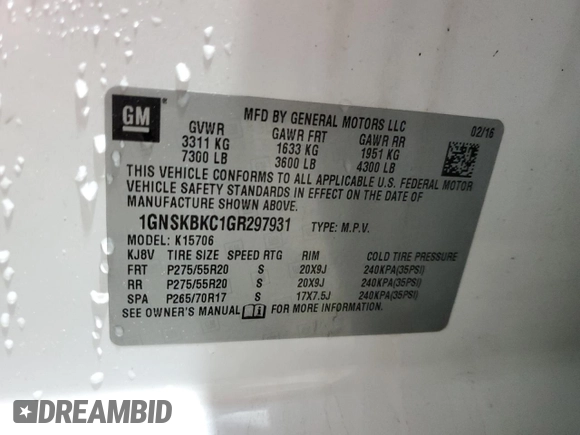 GM
MFD BY GENERAL MOTORS LLC
02/16
GVWR GAWR FRT GAWR RR
3311 KG 1633 KG 1951 KG
7300 LB 3600 LB 4300 LB
THIS VEHICLE CONFORMS TO ALL APPLICABLE U.S. FEDERAL MOTOR
VEHICLE SAFETY STANDARDS IN EFFECT ON THE DATE OF
MANUFACTURE SHOWN ABOVE.
1GNSKBKC1GR297931 TYPE: M.P.V.
MODEL: K15706
KJ8V TIRE SIZE SPEED RTG RIM COLD TIRE PRESSURE
FRT P275/55R20 S 20X9J 240KPA(35PSI)
RR P275/55R20 S 20X9J 240KPA(35PSI)
SPA P265/70R17 S 17X7.5J 240KPA(35PSI)
SEE OWNER'S MANUAL FOR MORE INFORMATION.
DREAMBID